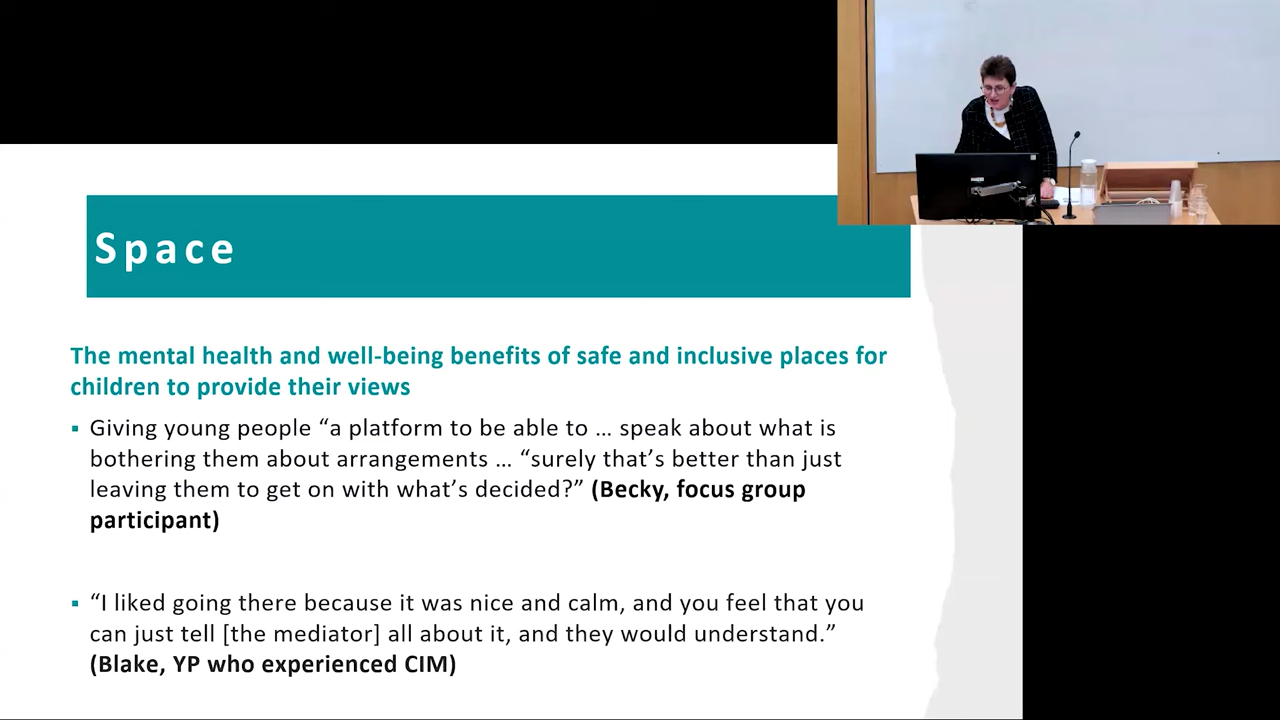 Space
The mental health and well-being benefits of safe and inclusive places for
children to provide their views
▪ Giving young people “a platform to be able to … speak about what is
bothering them about arrangements … “surely that’s better than just
leaving them to get on with what’s decided?” (Becky, focus group
participant)
▪ “I liked going there because it was nice and calm, and you feel that you
can just tell [the mediator] all about it, and they would understand.”
(Blake, YP who experienced CIM)